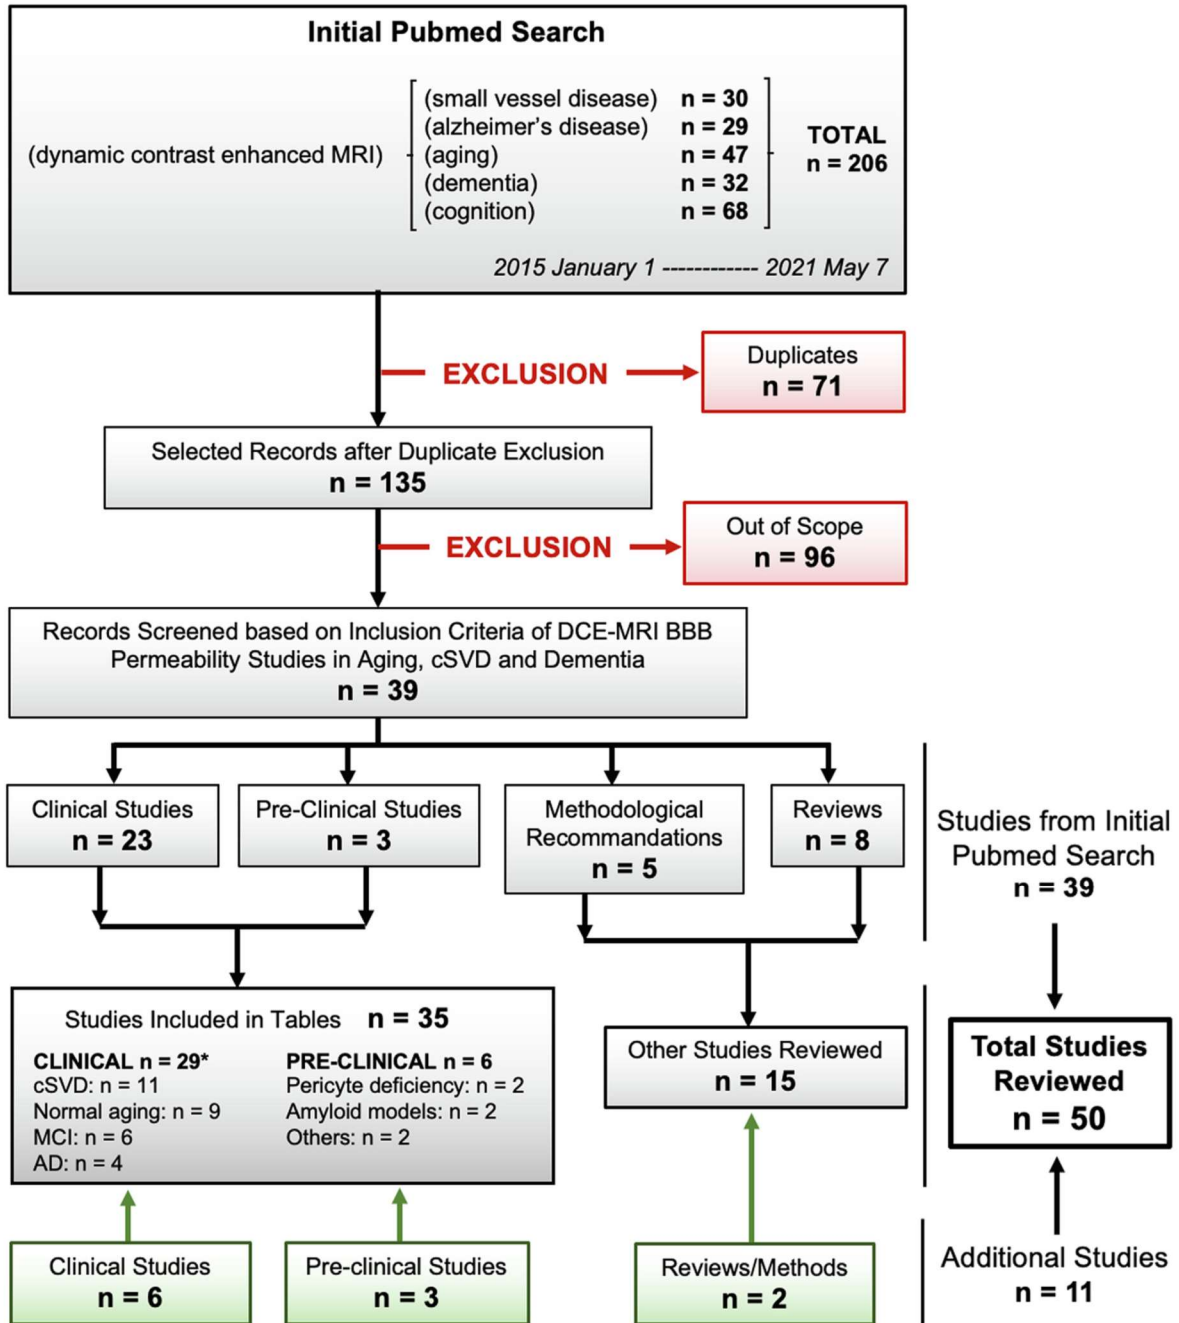 Initial Pubmed Search
(dynamic contrast enhanced MRI)
(small vessel disease) n = 30
(alzheimer's disease) n = 29
(aging) n = 47
(dementia) n = 32
(cognition) n = 68
TOTAL
n = 206
2015 January 1 ------------ 2021 May 7
EXCLUSION
Duplicates
n = 71
Selected Records after Duplicate Exclusion
n = 135
EXCLUSION
Out of Scope
n = 96
Records Screened based on Inclusion Criteria of DCE-MRI BBB
Permeability Studies in Aging, cSVD and Dementia
n = 39
Clinical Studies
n = 23
Pre-Clinical Studies
n = 3
Methodological
Recommandations
n = 5
Reviews
n = 8
Studies from Initial
Pubmed Search
n = 39
Studies Included in Tables n = 35
CLINICAL n = 29*
cSVD: n = 11
Normal aging: n = 9
MCI: n = 6
AD: n = 4
PRE-CLINICAL n = 6
Pericyte deficiency: n = 2
Amyloid models: n = 2
Others: n = 2
Other Studies Reviewed
n = 15
Total Studies
Reviewed
n = 50
Clinical Studies
n = 6
Pre-clinical Studies
n = 3
Reviews/Methods
n = 2
Additional Studies
n = 11